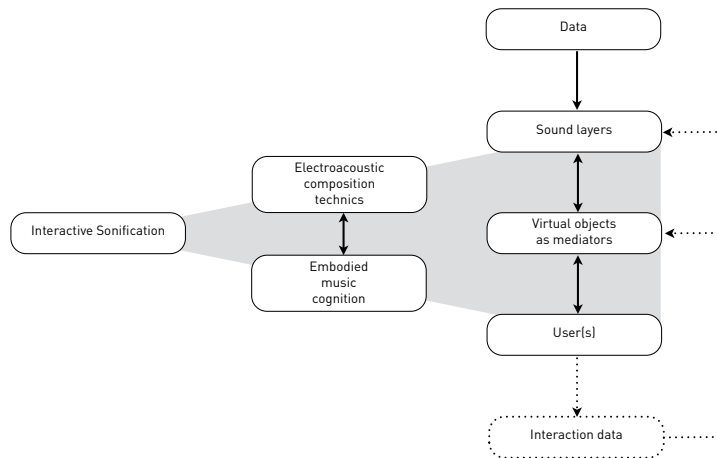 Data
Sound layers
Electroacoustic
composition
technics
Interactive Sonification
Virtual objects
as mediators
Embodied
music
cognition
User(s)
Interaction data